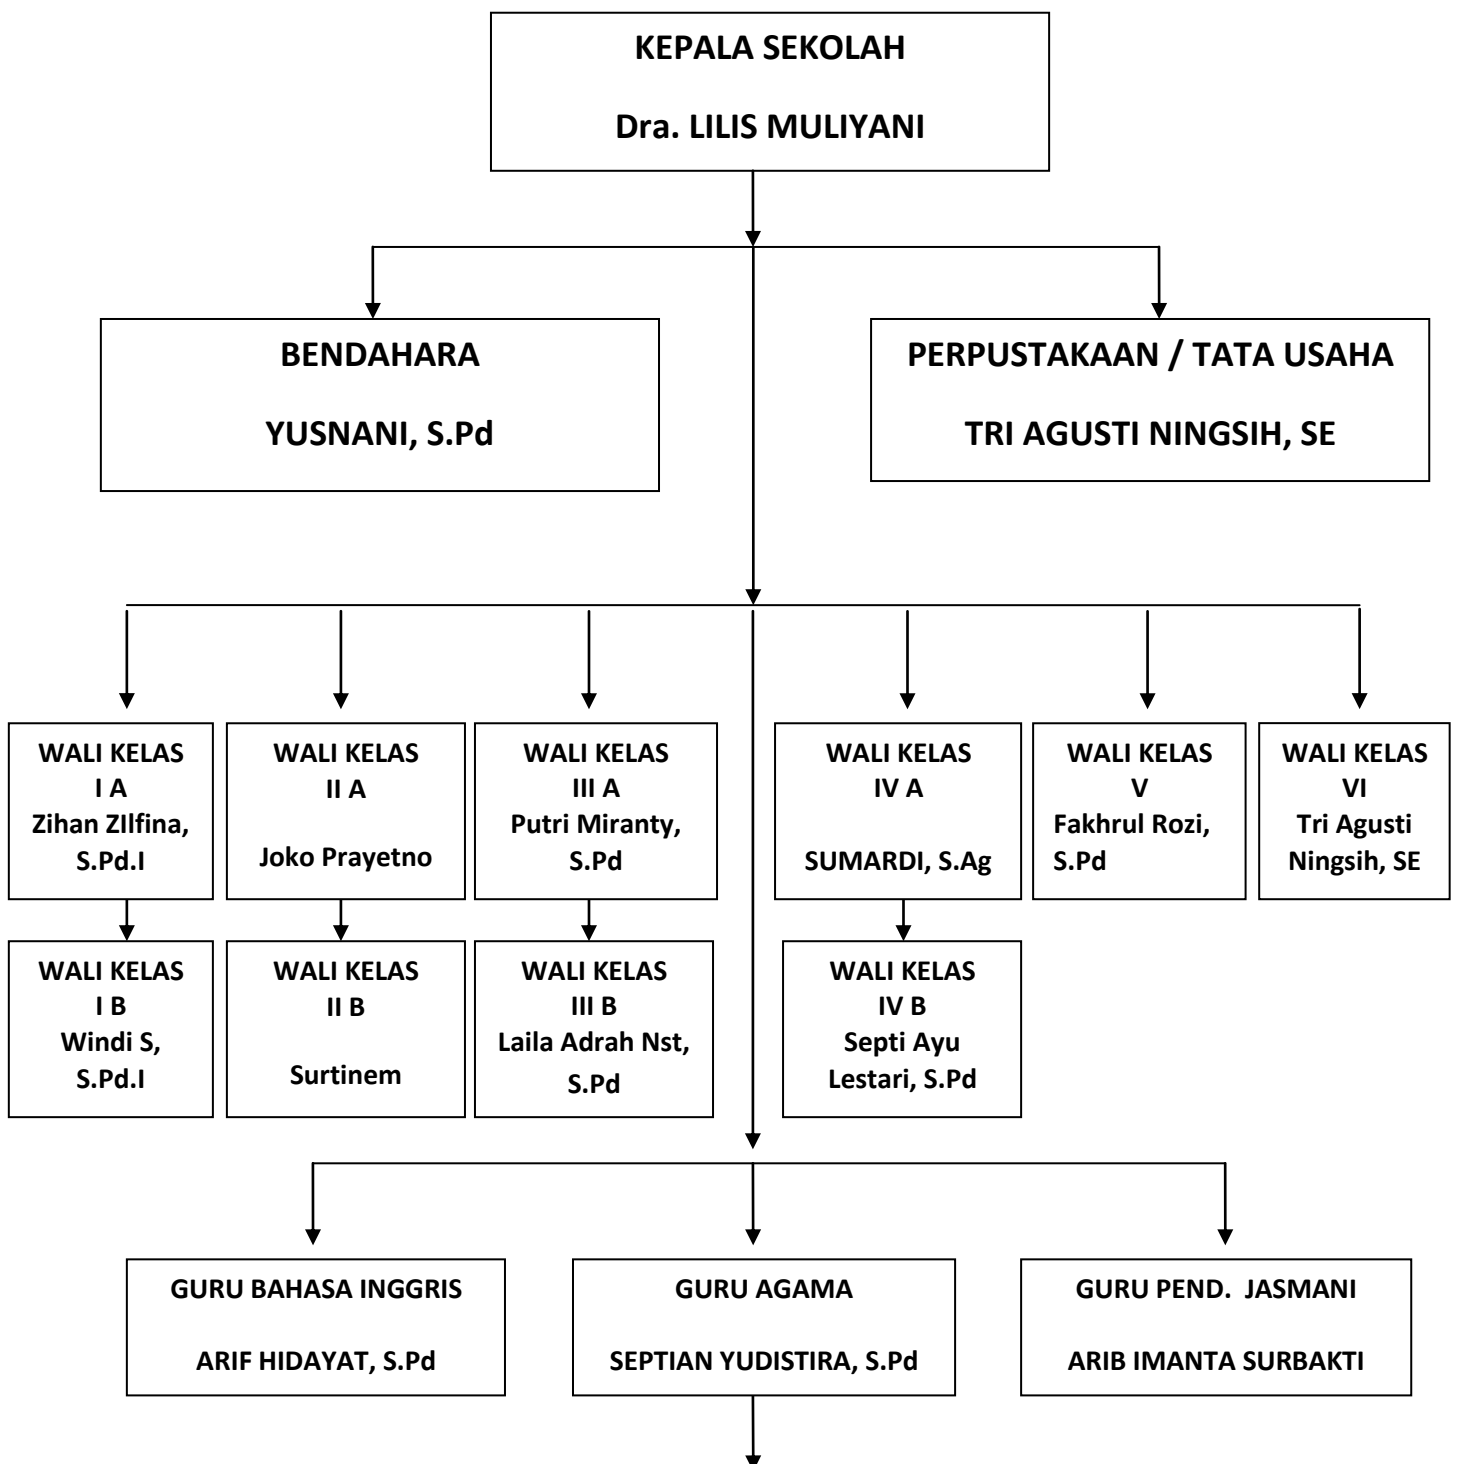 KEPALA SEKOLAH
Dra. LILIS MULIYANI
BENDAHARA
YUSNANI, S.Pd
PERPUSTAKAAN / TATA USAHA
TRI AGUSTI NINGSIH, SE
WALI KELAS
I A
Zihan ZIlfina,
S.Pd.I
WALI KELAS
II A
Joko Prayetno
WALI KELAS
III A
Putri Miranty,
S.Pd
WALI KELAS
IV A
SUMARDI, S.Ag
WALI KELAS
V
Fakhrul Rozi,
S.Pd
WALI KELAS
VI
Tri Agusti
Ningsih, SE
WALI KELAS
I B
Windi S,
S.Pd.I
WALI KELAS
II B
Surtinem
WALI KELAS
III B
Laila Adrah Nst,
S.Pd
WALI KELAS
IV B
Septi Ayu
Lestari, S.Pd
GURU BAHASA INGGRIS
ARIF HIDAYAT, S.Pd
GURU AGAMA
SEPTIAN YUDISTIRA, S.Pd
GURU PEND. JASMANI
ARIB IMANTA SURBAKTI